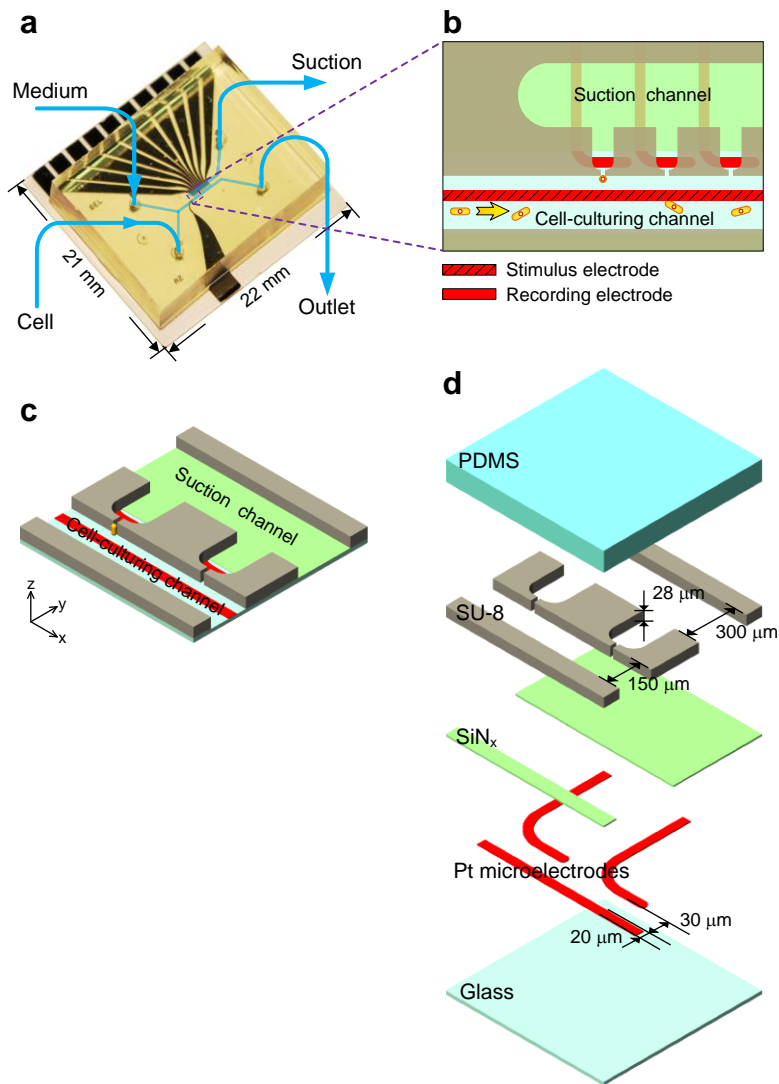 a
Suction
Medium
Cell
Outlet
21 mm
22 mm
b
Suction channel
Cell-culturing channel
Stimulus electrode
Recording electrode
c
Suction channel
Cell-culturing channel
z
y
x
d
PDMS
SU-8
28 μm
300 μm
150 μm
SiNₓ
Pt microelectrodes
30 μm
20 μm
Glass